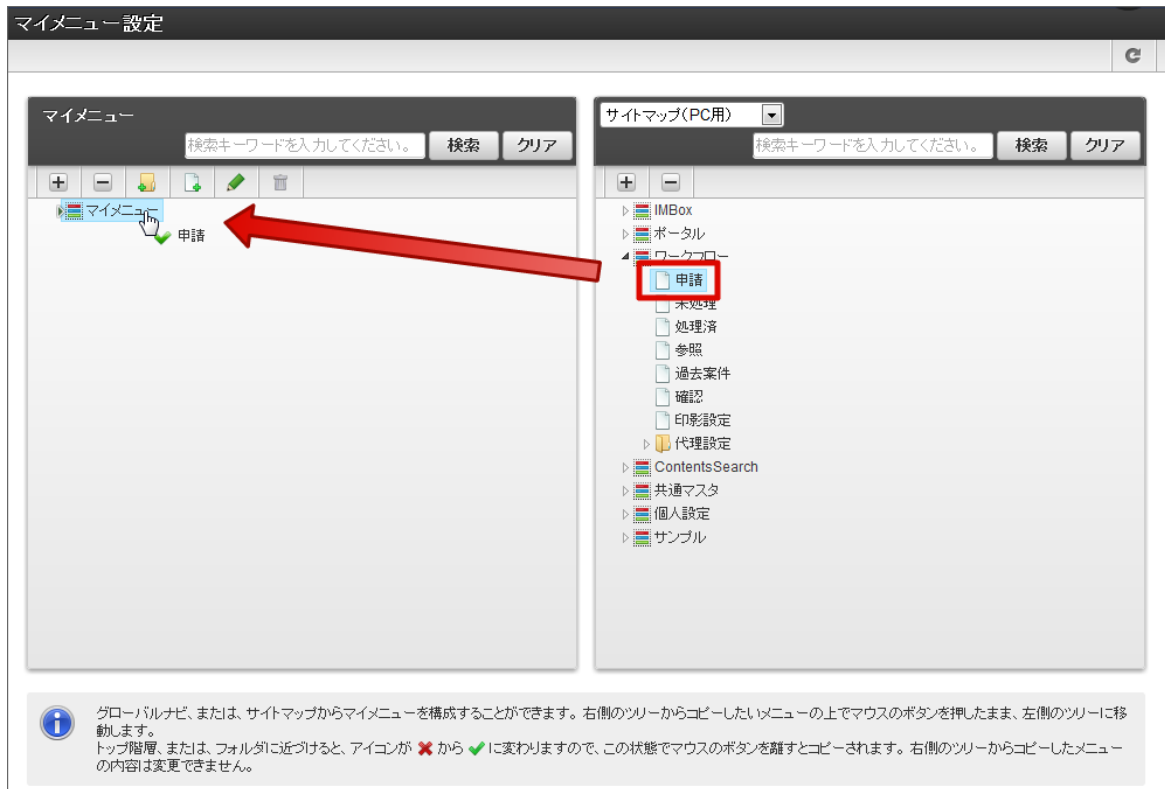 マイメニュー設定
マイメニュー
検索キーワードを入力してください。 検索 クリア
マイメニュー
申請
サイトマップ(PC用)
検索キーワードを入力してください。 検索 クリア
IMBox
ポータル
ワークフロー
申請
未処理
処理済
参照
過去案件
確認
印影設定
代理設定
ContentsSearch
共通マスタ
個人設定
サンプル
グローバルナビ、または、サイトマップからマイメニューを構成することができます。右側のツリーからコピーしたいメニューの上でマウスのボタンを押したまま、左側のツリーに移
動します。
トップ階層、または、フォルダに近づけると、アイコンが から に変わりますので、この状態でマウスのボタンを離すとコピーされます。右側のツリーからコピーしたメニュー
の内容は変更できません。